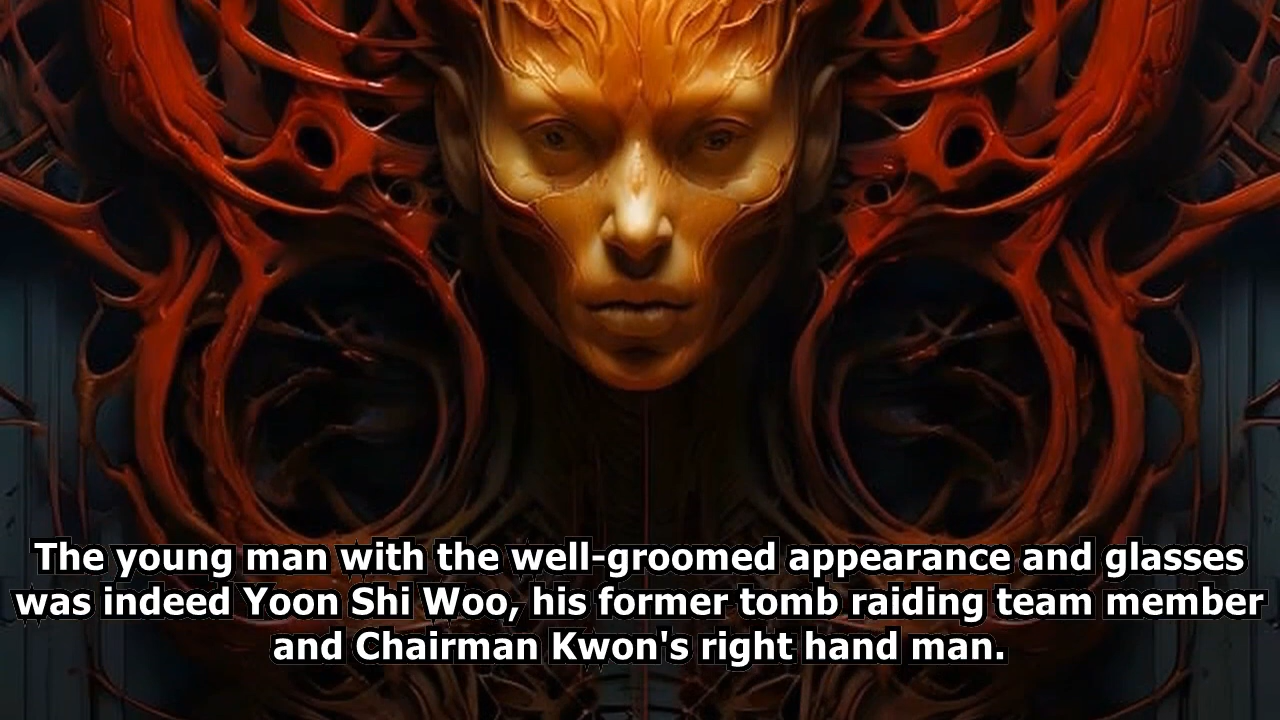 The young man with the well-groomed appearance and glasses
was indeed Yoon Shi Woo, his former tomb raiding team member
and Chairman Kwon's right hand man.